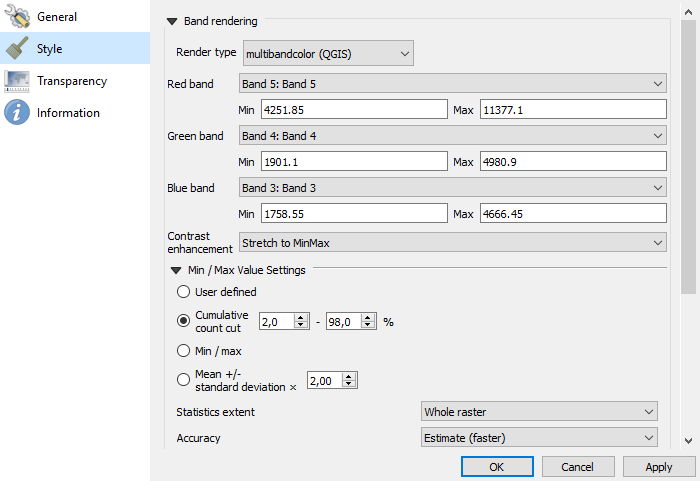 General
Style
Transparency
Information
Band rendering
Render type multibandcolor (QGIS)
Red band Band 5: Band 5
Min 4251.85 Max 11377.1
Green band Band 4: Band 4
Min 1901.1 Max 4980.9
Blue band Band 3: Band 3
Min 1758.55 Max 4666.45
Contrast
enhancement Stretch to MinMax
Min / Max Value Settings
User defined
Cumulative
count cut 2,0 - 98,0 %
Min / max
Mean +/-
standard deviation × 2,00
Statistics extent Whole raster
Accuracy Estimate (faster)
OK Cancel Apply